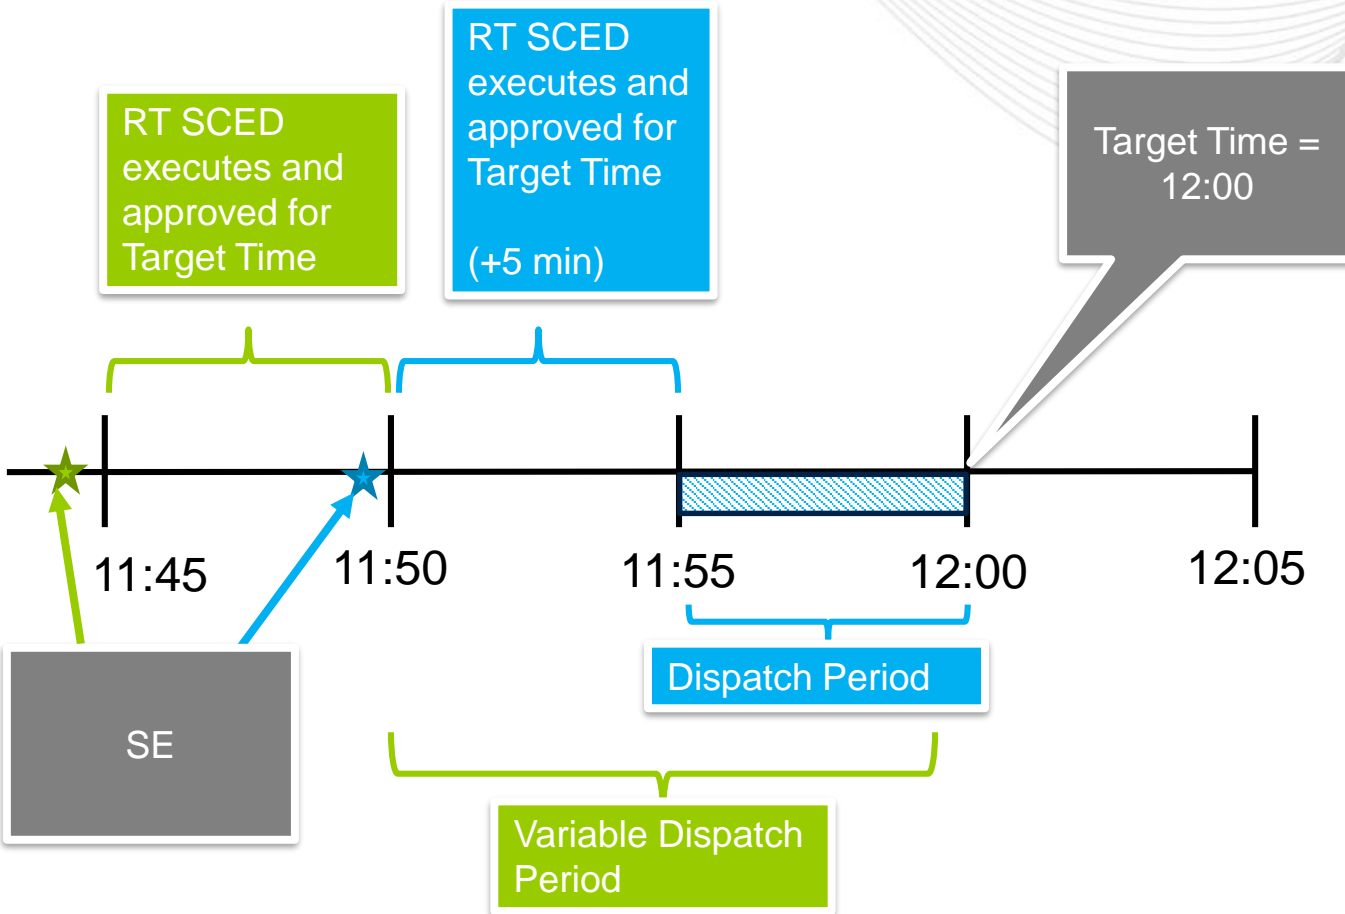 RT SCED
executes and
approved for
Target Time
RT SCED
executes and
approved for
Target Time
(+5 min)
Target Time =
12:00
11:45
11:50
11:55
12:00
12:05
SE
Dispatch Period
Variable Dispatch
Period